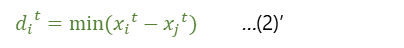 dᵢᵗ = min(xᵢᵗ − xⱼᵗ) …(2)′